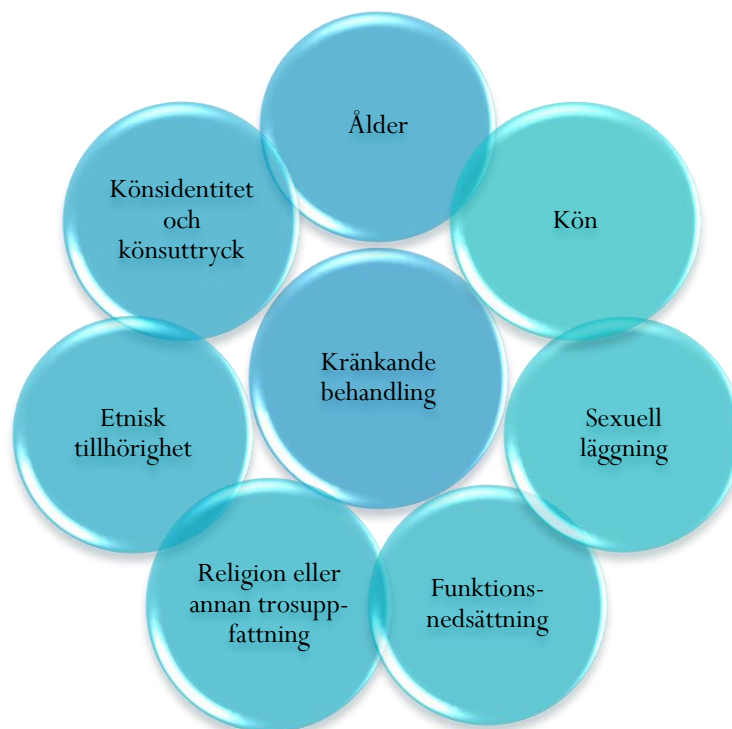 Ålder
Könsidentitet
och
könsuttryck
Kön
Kränkande
behandling
Etnisk
tillhörighet
Sexuell
läggning
Religion eller
annan trosupp-
fattning
Funktions-
nedsättning